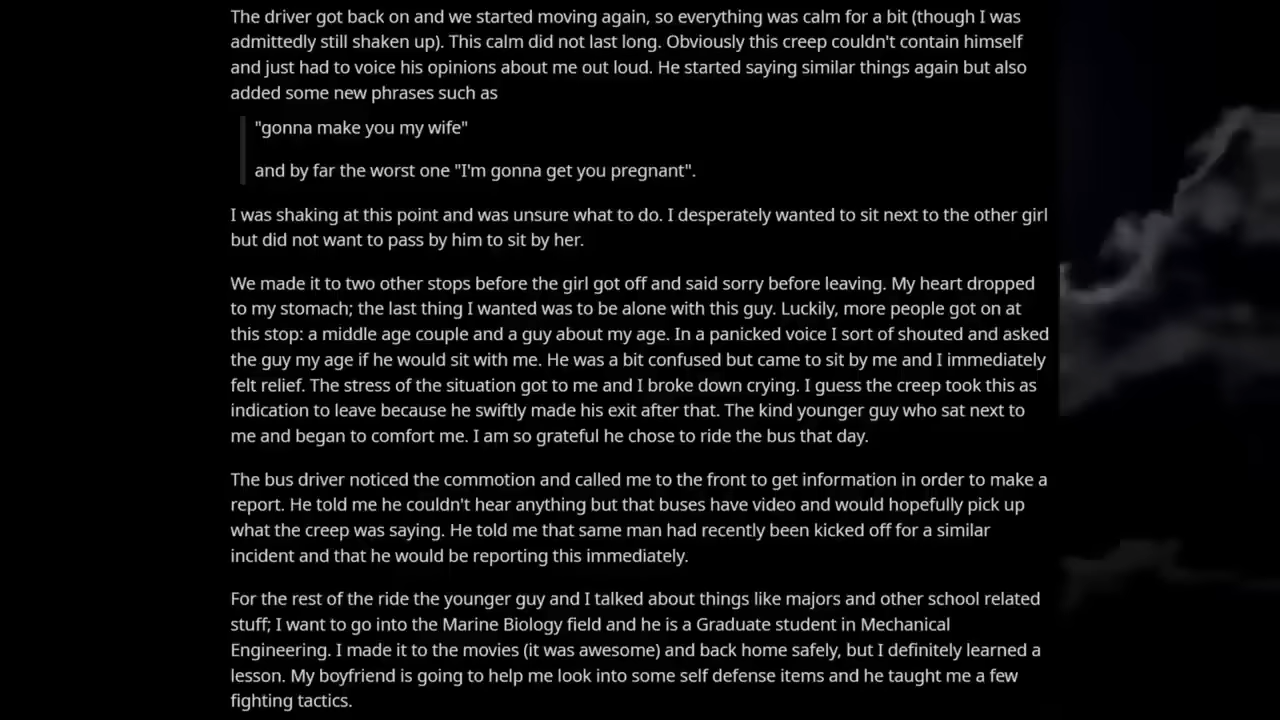 The driver got back on and we started moving again, so everything was calm for a bit (though I was
admittedly still shaken up). This calm did not last long. Obviously this creep couldn't contain himself
and just had to voice his opinions about me out loud. He started saying similar things again but also
added some new phrases such as
"gonna make you my wife"
and by far the worst one "I'm gonna get you pregnant".
I was shaking at this point and was unsure what to do. I desperately wanted to sit next to the other girl
but did not want to pass by him to sit by her.
We made it to two other stops before the girl got off and said sorry before leaving. My heart dropped
to my stomach; the last thing I wanted was to be alone with this guy. Luckily, more people got on at
this stop: a middle age couple and a guy about my age. In a panicked voice I sort of shouted and asked
the guy my age if he would sit with me. He was a bit confused but came to sit by me and I immediately
felt relief. The stress of the situation got to me and I broke down crying. I guess the creep took this as
indication to leave because he swiftly made his exit after that. The kind younger guy who sat next to
me and began to comfort me. I am so grateful he chose to ride the bus that day.
The bus driver noticed the commotion and called me to the front to get information in order to make a
report. He told me he couldn't hear anything but that buses have video and would hopefully pick up
what the creep was saying. He told me that same man had recently been kicked off for a similar
incident and that he would be reporting this immediately.
For the rest of the ride the younger guy and I talked about things like majors and other school related
stuff; I want to go into the Marine Biology field and he is a Graduate student in Mechanical
Engineering. I made it to the movies (it was awesome) and back home safely, but I definitely learned a
lesson. My boyfriend is going to help me look into some self defense items and he taught me a few
fighting tactics.